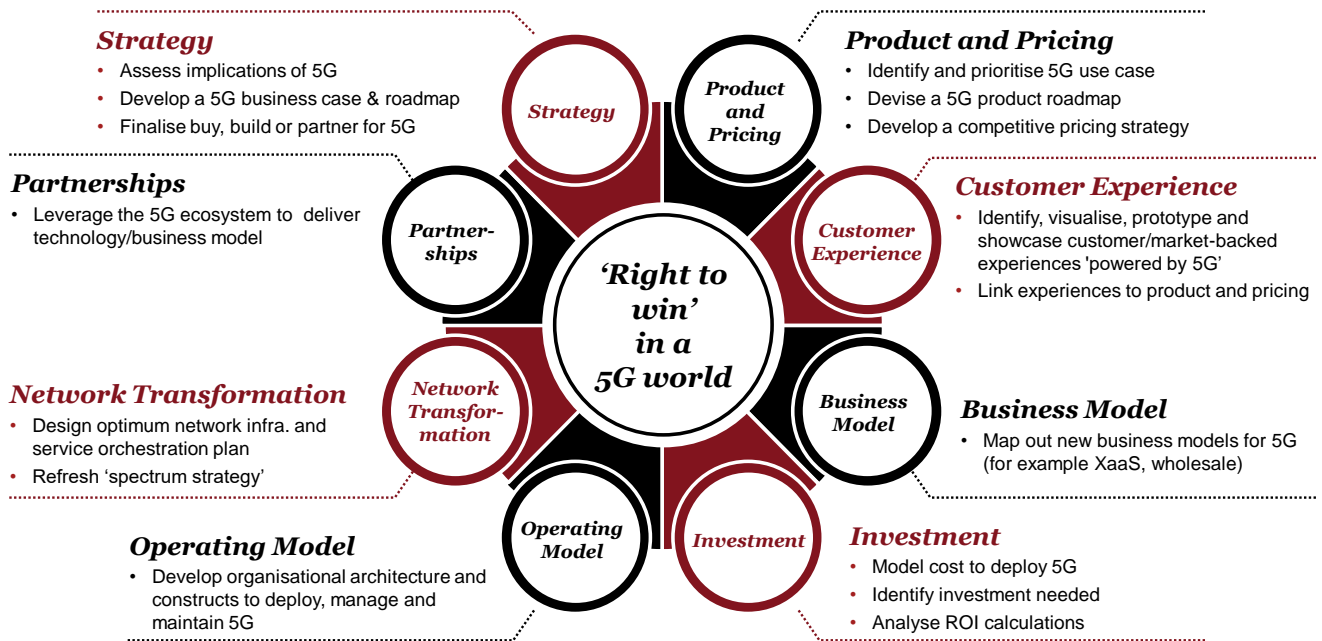 Strategy
• Assess implications of 5G
• Develop a 5G business case & roadmap
• Finalise buy, build or partner for 5G
Partnerships
• Leverage the 5G ecosystem to deliver
technology/business model
Network Transformation
• Design optimum network infra. and
service orchestration plan
• Refresh ‘spectrum strategy’
Operating Model
• Develop organisational architecture and
constructs to deploy, manage and
maintain 5G
Strategy
Product
and
Pricing
Partner-
ships
Customer
Experience
‘Right to
win’
in a
5G world
Network
Transfor-
mation
Business
Model
Operating
Model
Investment
Product and Pricing
• Identify and prioritise 5G use case
• Devise a 5G product roadmap
• Develop a competitive pricing strategy
Customer Experience
• Identify, visualise, prototype and
showcase customer/market-backed
experiences 'powered by 5G’
• Link experiences to product and pricing
Business Model
• Map out new business models for 5G
(for example XaaS, wholesale)
Investment
• Model cost to deploy 5G
• Identify investment needed
• Analyse ROI calculations